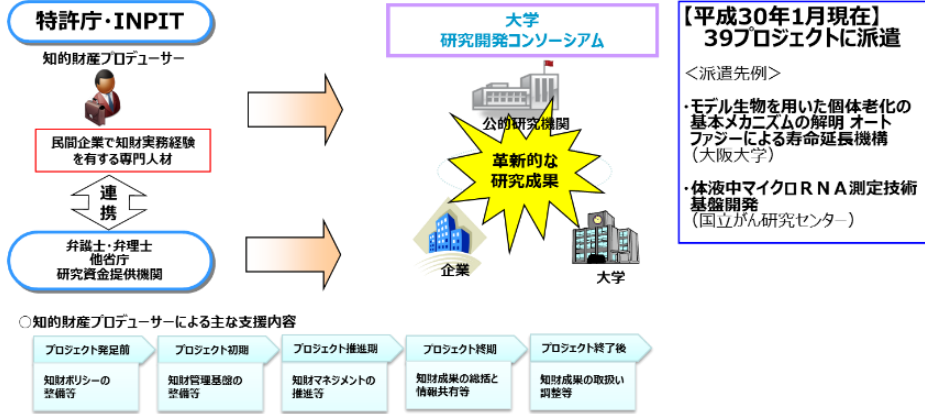 特許庁・INPIT
知的財産プロデューサー
民間企業で知財実務経験
を有する専門人材
連
携
弁護士・弁理士
他省庁
研究資金提供機関
大学
研究開発コンソーシアム
公的研究機関
革新的な
研究成果
企業
大学
【平成30年1月現在】
39プロジェクトに派遣
＜派遣先例＞
・モデル生物を用いた個体老化の
基本メカニズムの解明 オート
ファジーによる寿命延長機構
（大阪大学）
・体液中マイクロＲＮＡ測定技術
基盤開発
（国立がん研究センター）
○知的財産プロデューサーによる主な支援内容
プロジェクト発足前
知財ポリシーの
整備等
プロジェクト初期
知財管理基盤の
整備等
プロジェクト推進期
知財マネジメントの
推進等
プロジェクト終期
知財成果の総括と
情報共有等
プロジェクト終了後
知財成果の取扱い
調整等